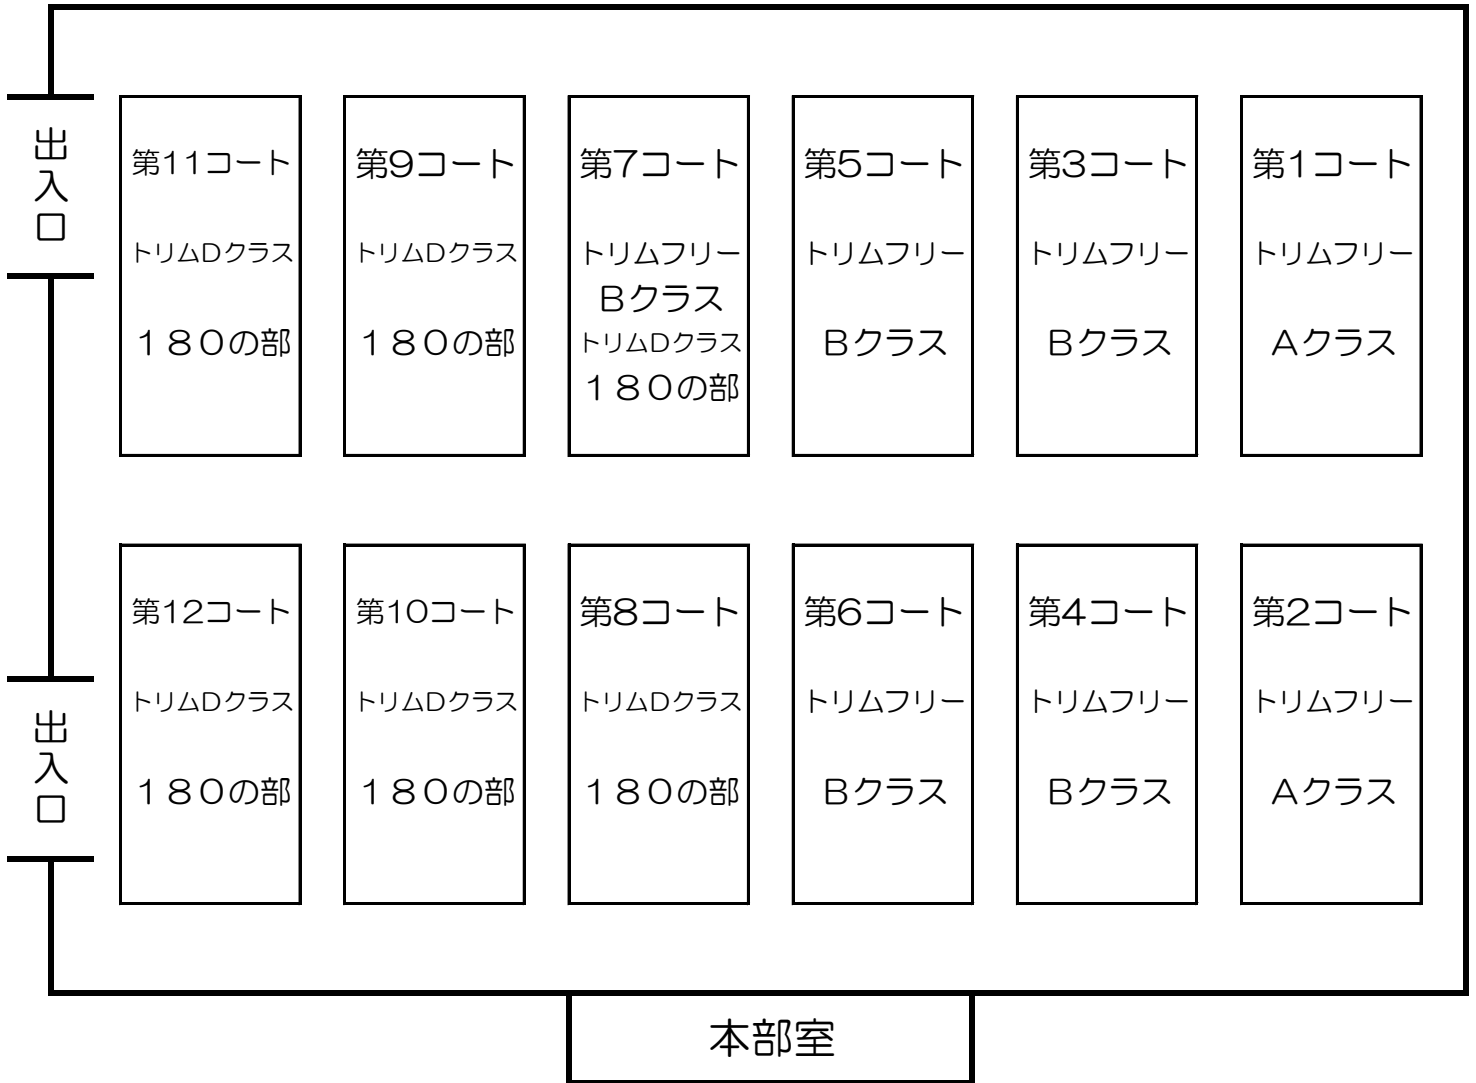 出入口
第11コート
トリムDクラス
１８０の部
第9コート
トリムDクラス
１８０の部
第7コート
トリムフリー
Bクラス
トリムDクラス
１８０の部
第5コート
トリムフリー
Bクラス
第3コート
トリムフリー
Bクラス
第1コート
トリムフリー
Aクラス
出入口
第12コート
トリムDクラス
１８０の部
第10コート
トリムDクラス
１８０の部
第8コート
トリムDクラス
１８０の部
第6コート
トリムフリー
Bクラス
第4コート
トリムフリー
Bクラス
第2コート
トリムフリー
Aクラス
本部室